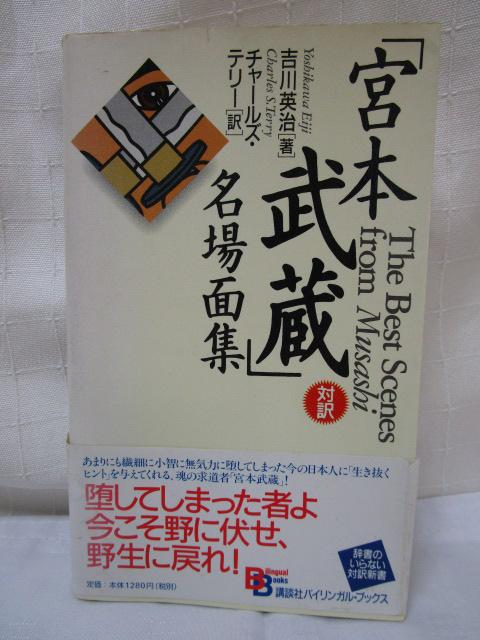 「宮本
武蔵」
名場面集
The Best Scenes
from Musashi
対訳
Yoshikawa Eiji
吉川英治[著]
Charles S. Terry
チャールズ・
テリー[訳]
あまりにも繊細に小智に無気力に堕してしまった今の日本人に「生き抜く
ヒント」を与えてくれる、魂の求道者「宮本武蔵」!
堕してしまった者よ
今こそ野に伏せ、
野生に戻れ!
定価:本体1280円(税別)
Bilingual
Books
講談社バイリンガル・ブックス
辞書の
いらない
対訳新書